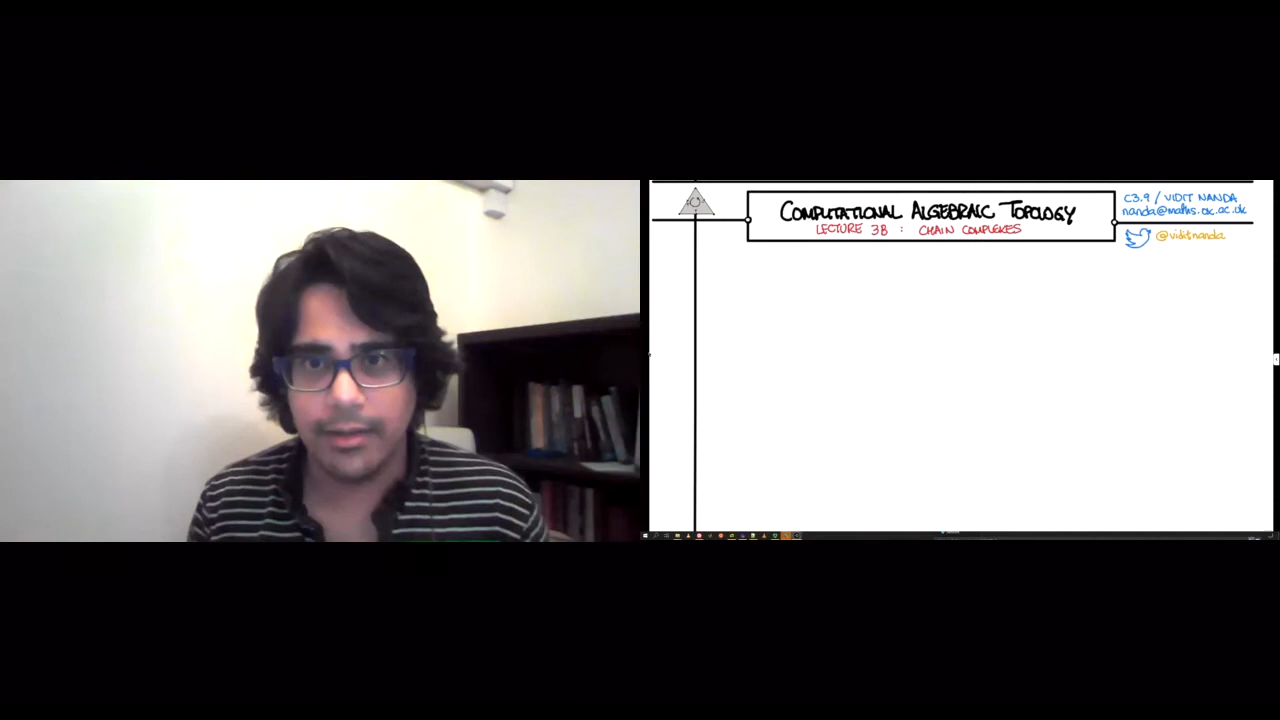 COMPUTATIONAL ALGEBRAIC TOPOLOGY
LECTURE 3B : CHAIN COMPLEXES
C3.9 / VIDIT NANDA
nanda@maths.ox.ac.uk
@viditnanda